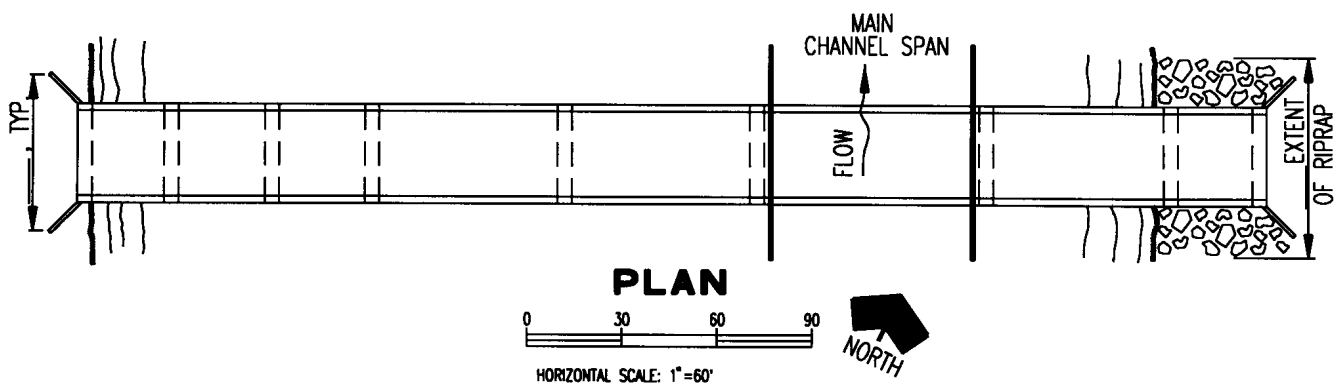 MAIN
CHANNEL SPAN
TYP.
FLOW
EXTENT
OF RIPRAP
PLAN
0 30 60 90
HORIZONTAL SCALE: 1"=60'
NORTH